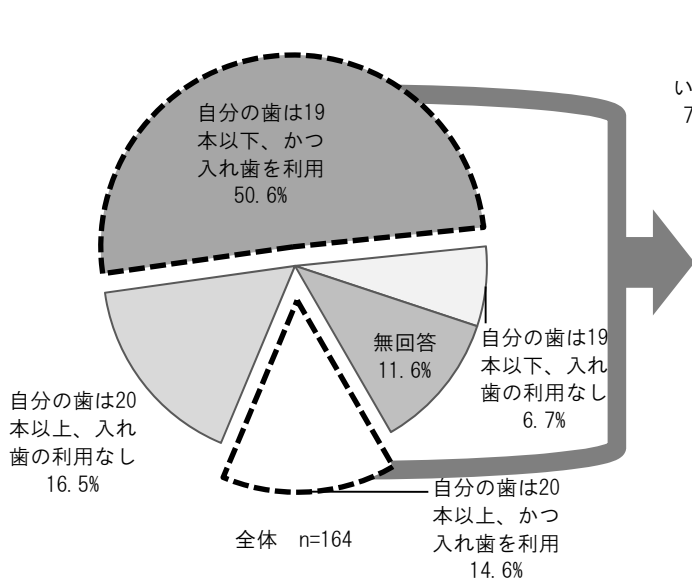 自分の歯は19
本以下、かつ
入れ歯を利用
50.6%
い
7
無回答
11.6%
自分の歯は19
本以下、入れ
歯の利用なし
6.7%
自分の歯は20
本以上、入れ
歯の利用なし
16.5%
自分の歯は20
本以上、かつ
入れ歯を利用
14.6%
全体 n=164